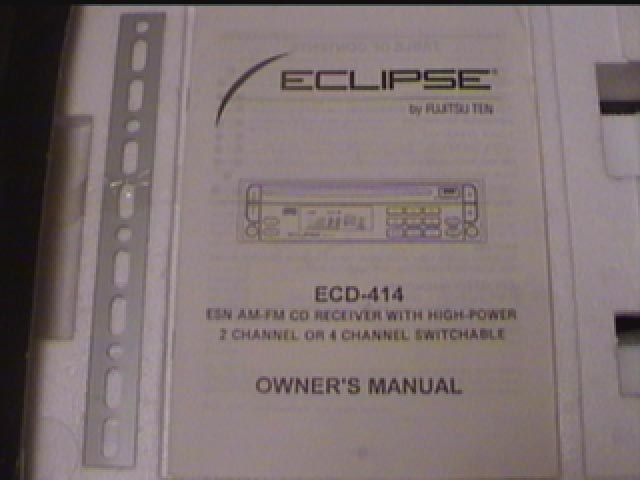 ECLIPSE
by FUJITSU TEN
ECD-414
ESN AM-FM CD RECEIVER WITH HIGH-POWER
2 CHANNEL OR 4 CHANNEL SWITCHABLE
OWNER'S MANUAL